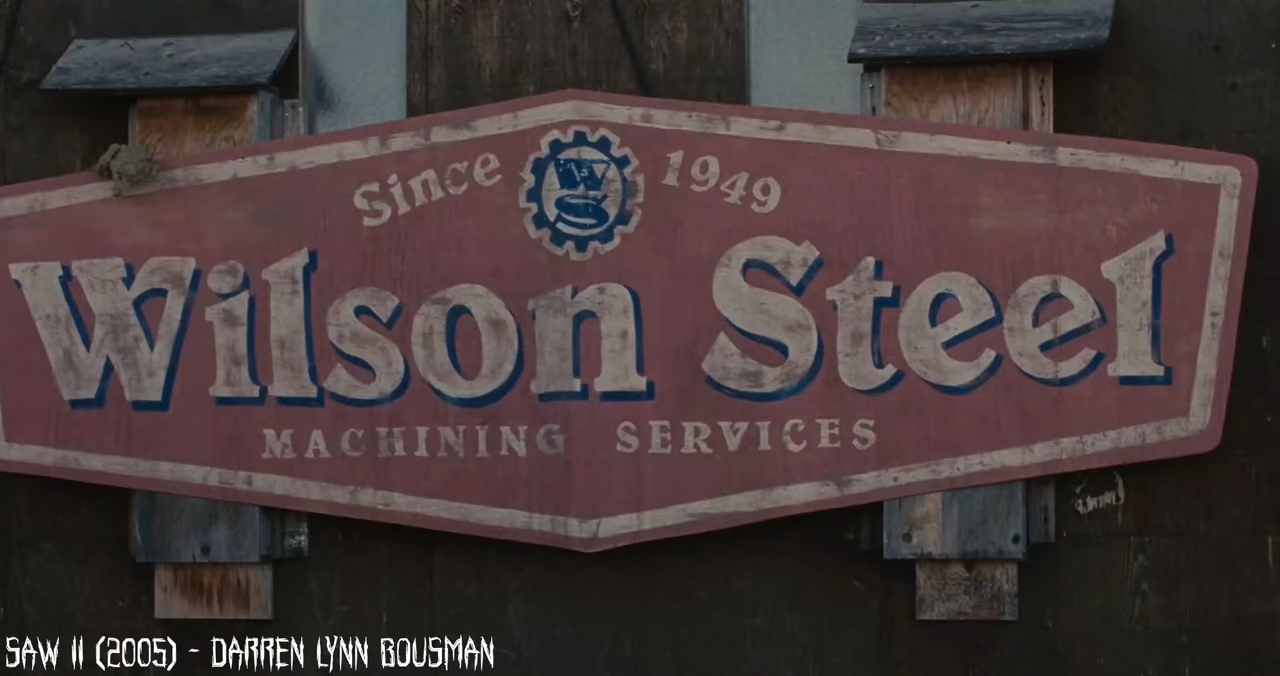 Since WS 1949
Wilson Steel
MACHINING SERVICES
SAW II (2005) - DARREN LYNN BOUSMAN